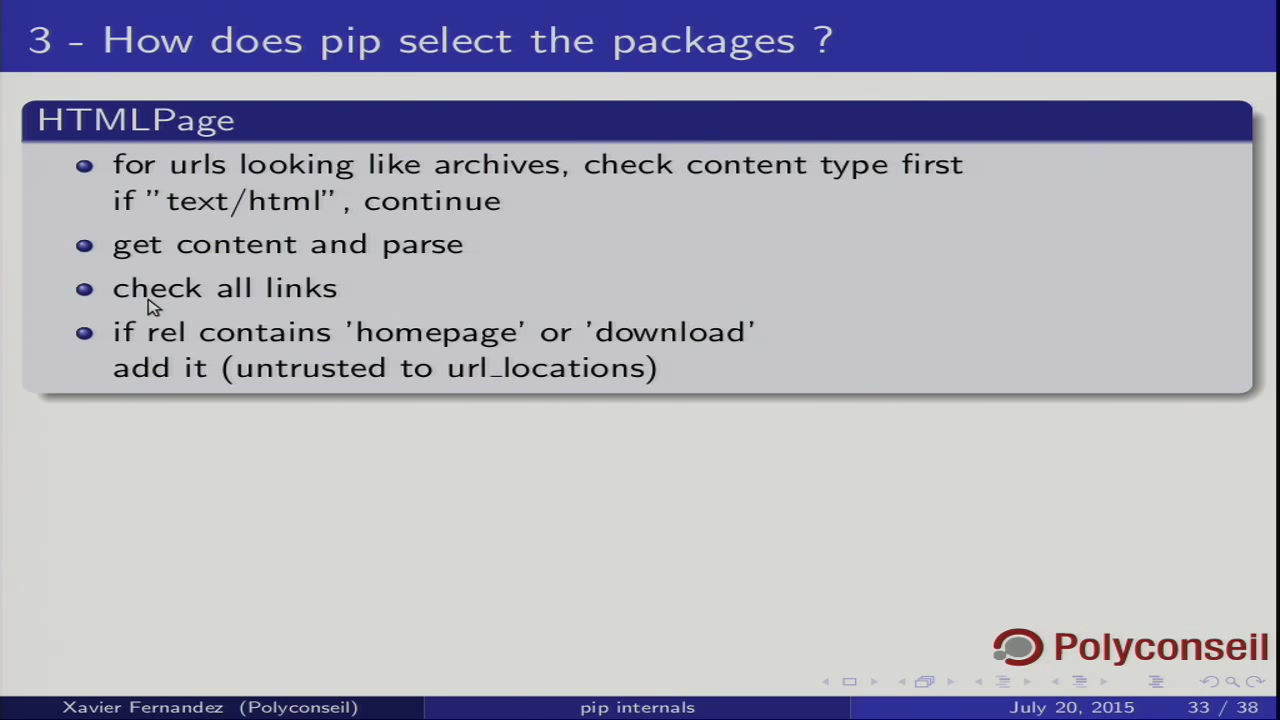 3 - How does pip select the packages ?
HTMLPage
for urls looking like archives, check content type first
if "text/html", continue
get content and parse
check all links
if rel contains 'homepage' or 'download'
add it (untrusted to url_locations)
Polyconseil
Xavier Fernandez (Polyconseil)
pip internals
July 20, 2015
33 / 38